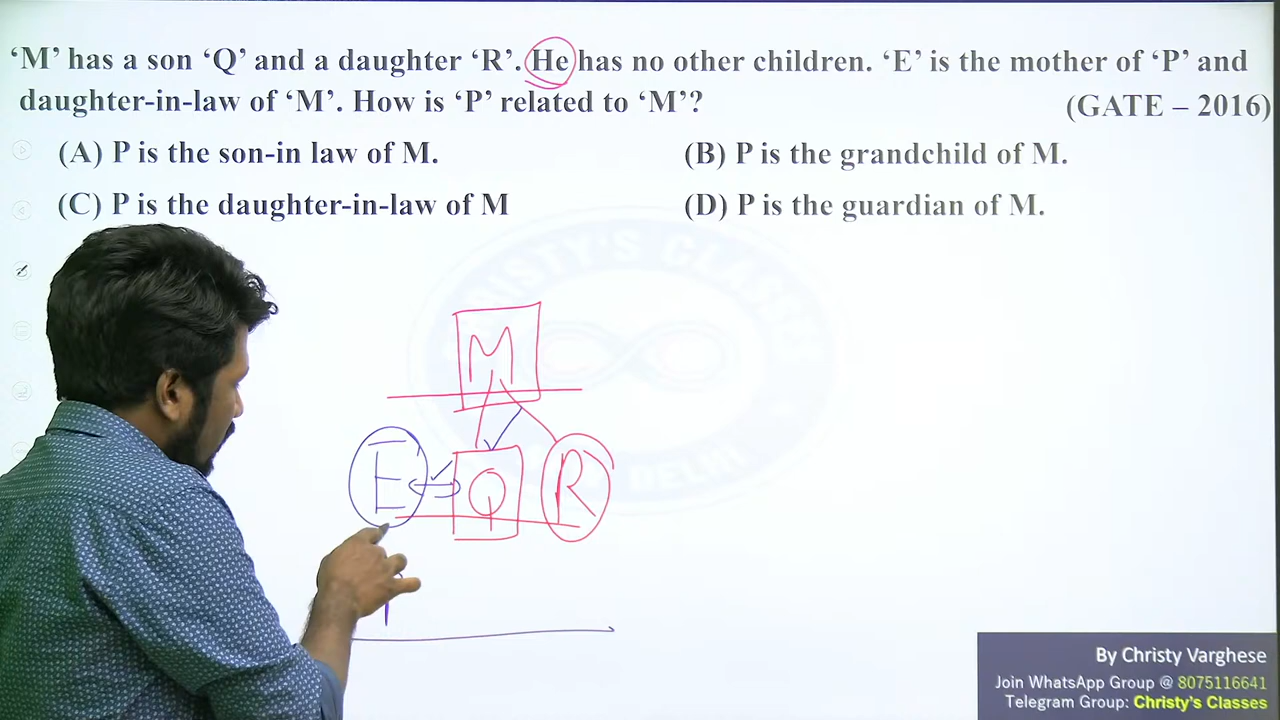 ‘M’ has a son ‘Q’ and a daughter ‘R’. He has no other children. ‘E’ is the mother of ‘P’ and
daughter-in-law of ‘M’. How is ‘P’ related to ‘M’? (GATE – 2016)
(A) P is the son-in law of M. (B) P is the grandchild of M.
(C) P is the daughter-in-law of M (D) P is the guardian of M.
M
E Q R
By Christy Varghese
Join WhatsApp Group @ 8075116641
Telegram Group: Christy's Classes